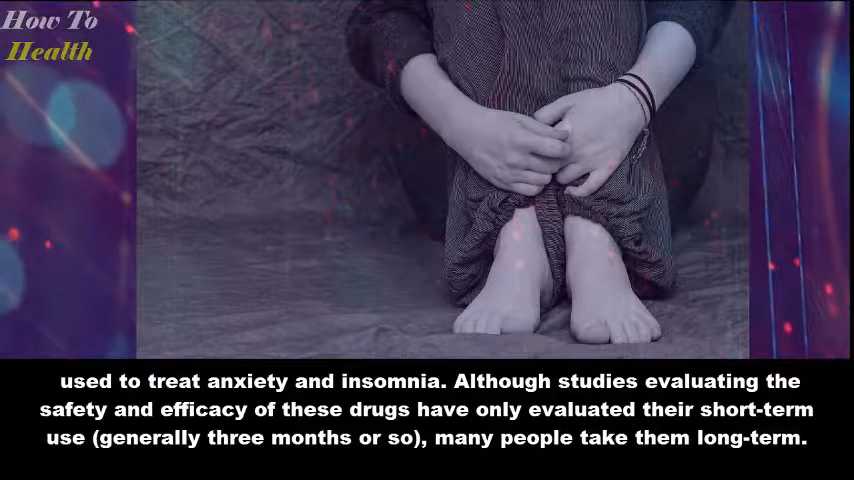 How To
Health
used to treat anxiety and insomnia. Although studies evaluating the
safety and efficacy of these drugs have only evaluated their short-term
use (generally three months or so), many people take them long-term.